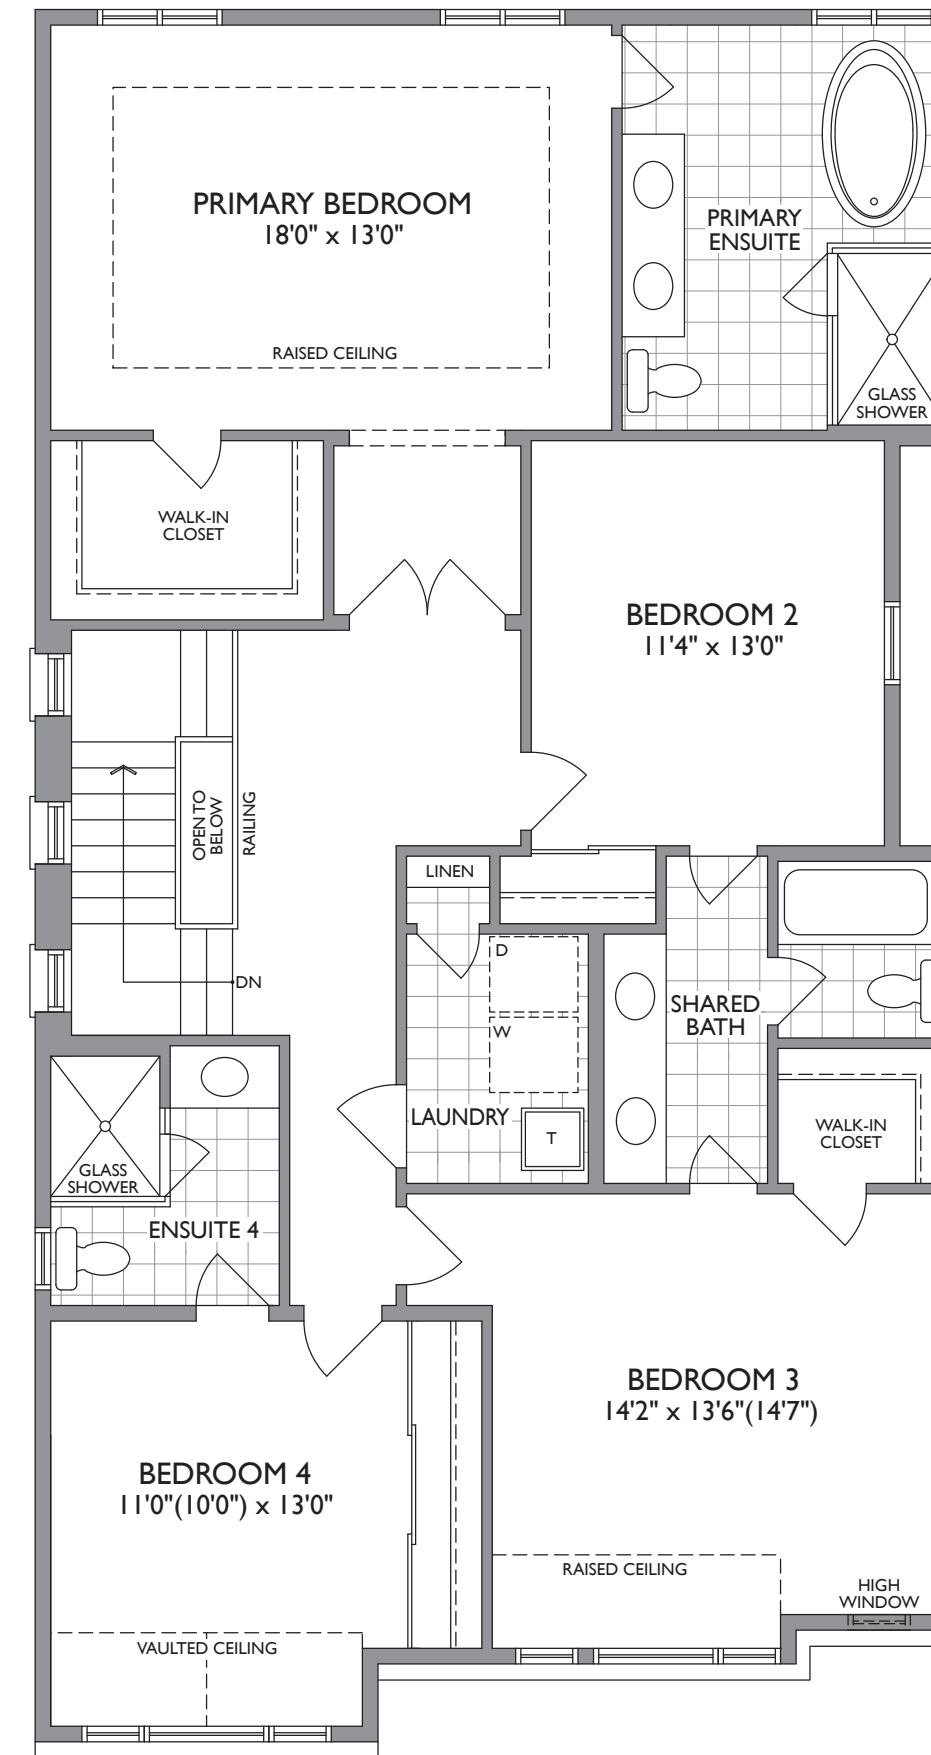 PRIMARY BEDROOM
18'0" x 13'0"
RAISED CEILING
PRIMARY
ENSUITE
GLASS
SHOWER
WALK-IN
CLOSET
BEDROOM 2
11'4" x 13'0"
OPEN TO
BELOW
RAILING
DN
LINEN
D
W
LAUNDRY
T
SHARED
BATH
WALK-IN
CLOSET
GLASS
SHOWER
ENSUITE 4
BEDROOM 3
14'2" x 13'6"(14'7")
BEDROOM 4
11'0"(10'0") x 13'0"
RAISED CEILING
HIGH
WINDOW
VAULTED CEILING